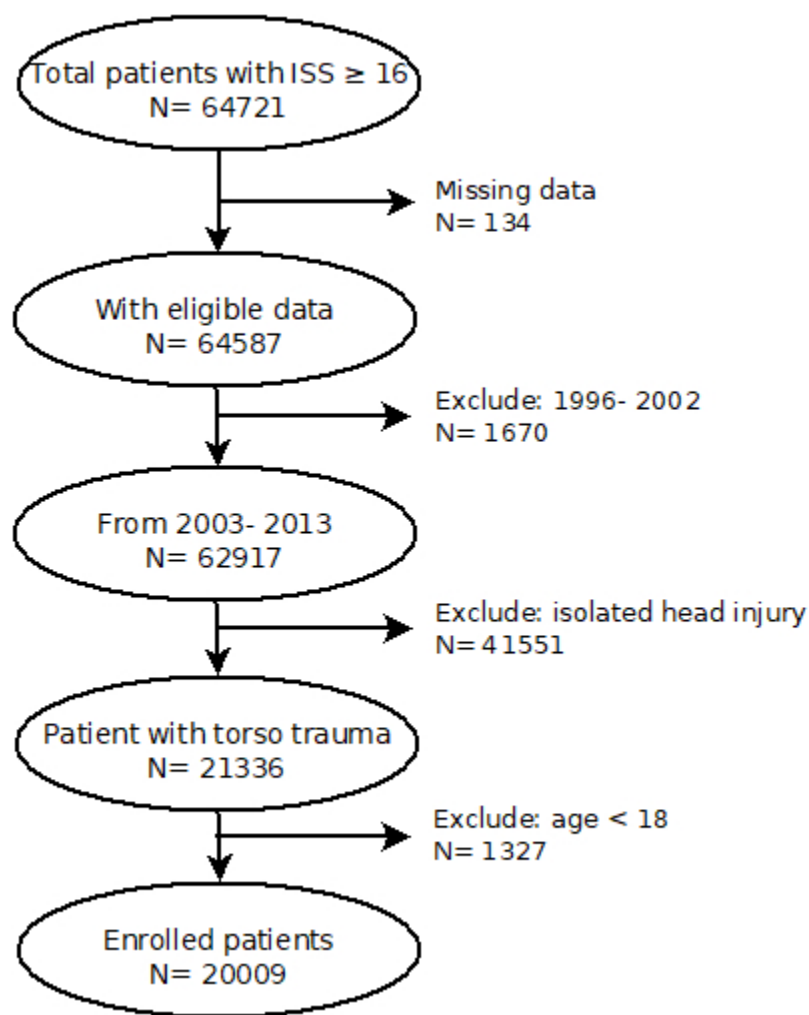 Total patients with ISS ≥ 16
N= 64721
Missing data
N= 134
With eligible data
N= 64587
Exclude: 1996- 2002
N= 1670
From 2003- 2013
N= 62917
Exclude: isolated head injury
N= 41551
Patient with torso trauma
N= 21336
Exclude: age < 18
N= 1327
Enrolled patients
N= 20009